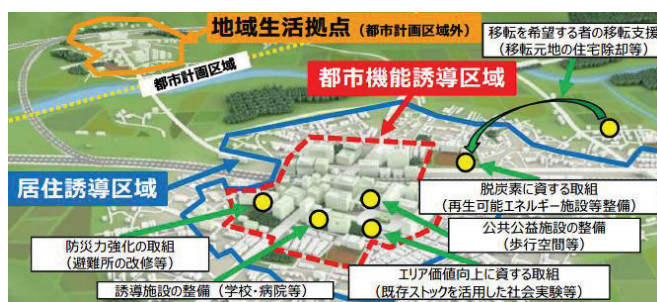 地域生活拠点（都市計画区域外）
移転を希望する者の移転支援
（移転元地の住宅除却等）
都市計画区域
都市機能誘導区域
居住誘導区域
脱炭素に資する取組
（再生可能エネルギー施設等整備）
公共公益施設の整備
（歩行空間等）
防災力強化の取組
（避難所の改修等）
エリア価値向上に資する取組
（既存ストックを活用した社会実験等）
誘導施設の整備（学校・病院等）